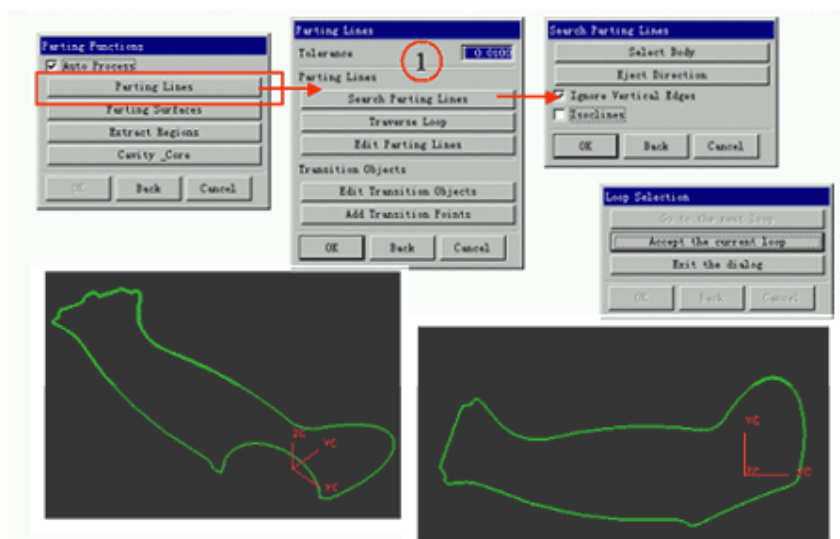 Parting Functions
Auto Process
Parting Lines
Parting Surfaces
Extract Regions
Cavity _Core
OK
Back
Cancel
Parting Lines
Tolerance
1
Parting Lines
Search Parting Lines
Traverse Loop
Edit Parting Lines
Transition Objects
Edit Transition Objects
Add Transition Points
OK
Back
Cancel
Search Parting Lines
Select Body
Eject Direction
Ignore Vertical Edges
Isoclines
OK
Back
Cancel
Loop Selection
Go to the next loop
Accept the current loop
Exit the dialog
OK
Back
Cancel
ZC
YC
XC
YC
ZC
XC